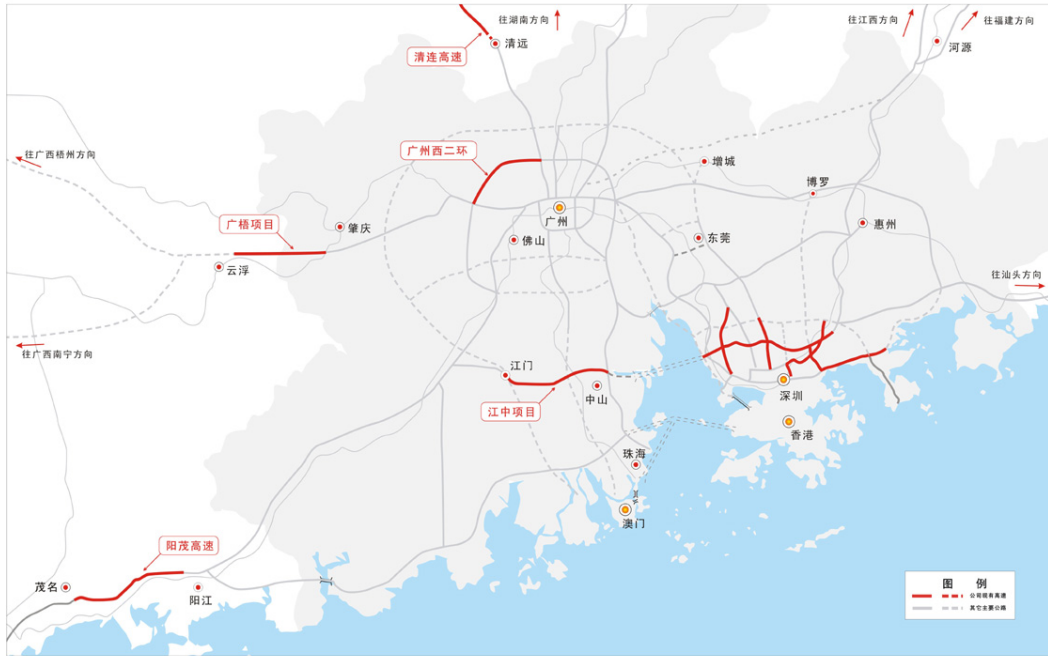 往湖南方向
往江西方向
往福建方向
清远
河源
清连高速
广州西二环
往广西梧州方向
增城
博罗
广州
广梧项目
肇庆
佛山
东莞
惠州
云浮
往汕头方向
往广西南宁方向
江门
中山
深圳
江中项目
香港
珠海
澳门
阳茂高速
茂名
阳江
图 例
公司现有高速
其它主要公路